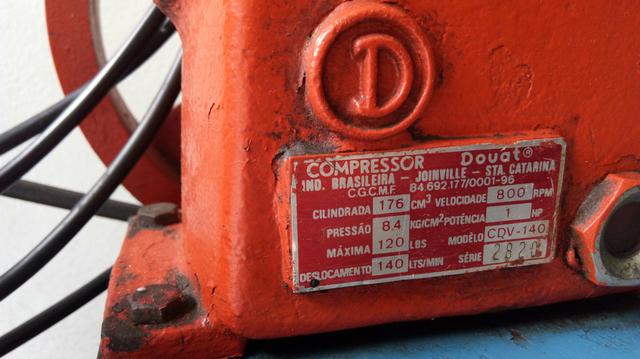 D
COMPRESSOR Douat®
IND. BRASILEIRA - JOINVILLE - STA. CATARINA
C.G.C.M.F 84.692.177/0001-96
CILINDRADA 176 CM³ VELOCIDADE 800 RPM
PRESSÃO 8,4 KG/CM² POTÊNCIA 1 HP
MÁXIMA 120 LBS MODÊLO CDV-140
DESLOCAMENTO 140 LTS/MIN SÉRIE